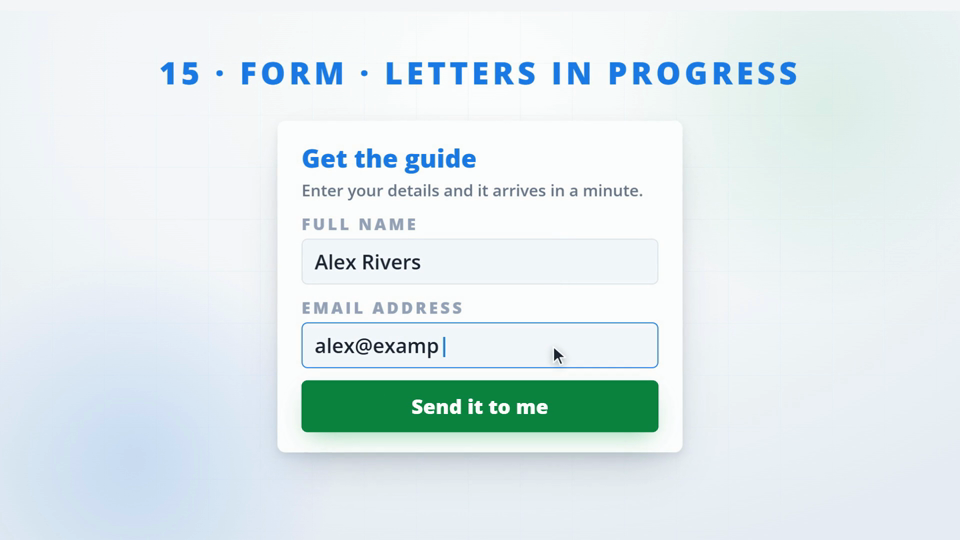 15 · FORM · LETTERS IN PROGRESS
Get the guide
Enter your details and it arrives in a minute.
FULL NAME
Alex Rivers
EMAIL ADDRESS
alex@examp
Send it to me